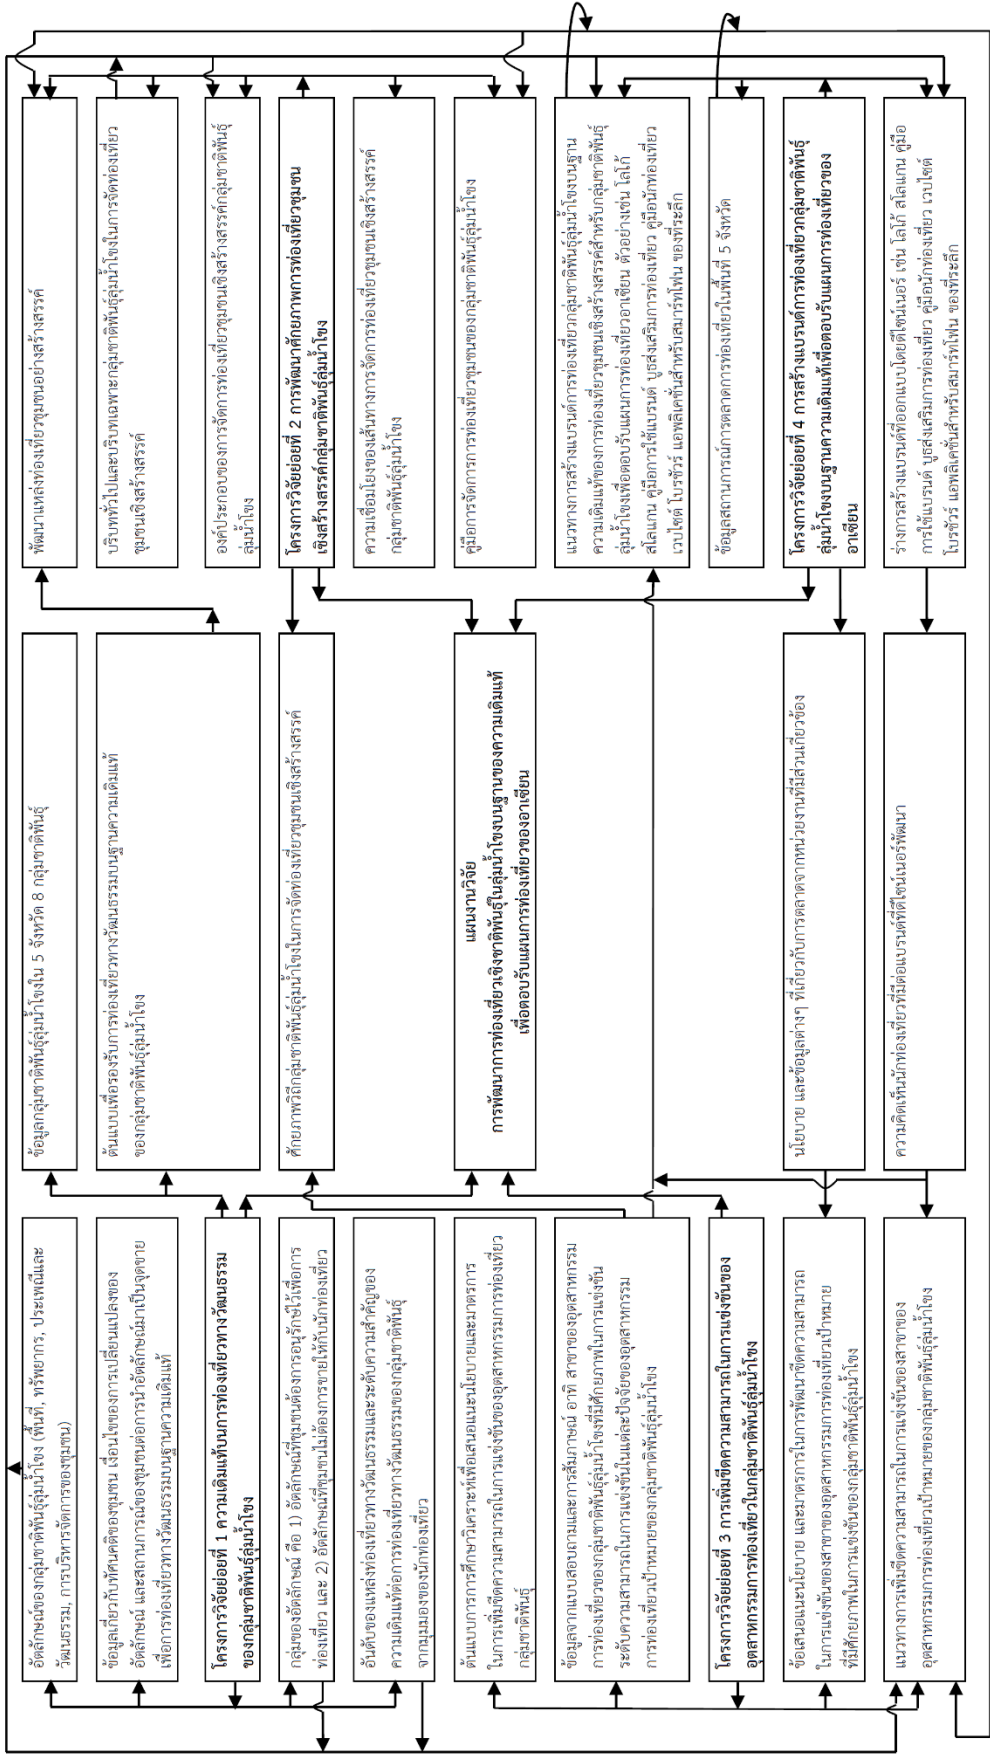 อัตลักษณ์ของกลุ่มชาติพันธุ์ลุ่มน้ำโขง (พื้นที่, ทรัพยากร, ประเพณีและ
วัฒนธรรม, การบริหารจัดการของชุมชน)
ข้อมูลเกี่ยวกับทัศนคติของชุมชน เงื่อนไขของการเปลี่ยนแปลงของ
อัตลักษณ์ และสถานการณ์ของชุมชนต่อการนำอัตลักษณ์มาเป็นจุดขาย
เพื่อการท่องเที่ยวทางวัฒนธรรมบนฐานความเดิมแท้
โครงการวิจัยย่อยที่ 1 ความเดิมแท้บนการท่องเที่ยวทางวัฒนธรรม
ของกลุ่มชาติพันธุ์ลุ่มน้ำโขง
กลุ่มของอัตลักษณ์ คือ 1) อัตลักษณ์ที่ชุมชนต้องการอนุรักษ์ไว้เพื่อการ
ท่องเที่ยว และ 2) อัตลักษณ์ที่ชุมชนไม่ต้องการขายให้กับนักท่องเที่ยว
อันดับของแหล่งท่องเที่ยวทางวัฒนธรรมและระดับความสำคัญของ
ความเดิมแท้ต่อการท่องเที่ยวทางวัฒนธรรมของกลุ่มชาติพันธุ์
จากมุมมองของนักท่องเที่ยว
ต้นแบบการศึกษาวิเคราะห์เพื่อเสนอแนะนโยบายและมาตรการ
ในการเพิ่มขีดความสามารถในการแข่งขันของอุตสาหกรรมการท่องเที่ยว
กลุ่มชาติพันธุ์
ข้อมูลจากแบบสอบถามและการสัมภาษณ์ อาทิ สาขาของอุตสาหกรรม
การท่องเที่ยวของกลุ่มชาติพันธุ์ลุ่มน้ำโขงที่มีศักยภาพในการแข่งขัน
ระดับความสามารถในการแข่งขันในแต่ละปัจจัยของอุตสาหกรรม
การท่องเที่ยวเป้าหมายของกลุ่มชาติพันธุ์ลุ่มน้ำโขง
โครงการวิจัยย่อยที่ 3 การเพิ่มขีดความสามารถในการแข่งขันของ
อุตสาหกรรมการท่องเที่ยวในกลุ่มชาติพันธุ์ลุ่มน้ำโขง
ข้อเสนอแนะนโยบาย และมาตรการในการพัฒนาขีดความสามารถ
ในการแข่งขันของสาขาของอุตสาหกรรมการท่องเที่ยวเป้าหมาย
ที่มีศักยภาพในการแข่งขันของกลุ่มชาติพันธุ์ลุ่มน้ำโขง
แนวทางการเพิ่มขีดความสามารถในการแข่งขันของสาขาของ
อุตสาหกรรมการท่องเที่ยวเป้าหมายของกลุ่มชาติพันธุ์ลุ่มน้ำโขง
ข้อมูลกลุ่มชาติพันธุ์ลุ่มน้ำโขงใน 5 จังหวัด 8 กลุ่มชาติพันธุ์
ต้นแบบเพื่อรองรับการท่องเที่ยวทางวัฒนธรรมบนฐานความเดิมแท้
ของกลุ่มชาติพันธุ์ลุ่มน้ำโขง
ศักยภาพวิถีกลุ่มชาติพันธุ์ลุ่มน้ำโขงในการจัดท่องเที่ยวชุมชนเชิงสร้างสรรค์
แผนงานวิจัย
การพัฒนาการท่องเที่ยวเชิงชาติพันธุ์ในลุ่มน้ำโขงบนฐานของความเดิมแท้
เพื่อตอบรับแผนการท่องเที่ยวของอาเซียน
นโยบาย และข้อมูลต่างๆ ที่เกี่ยวกับการตลาดจากหน่วยงานที่มีส่วนเกี่ยวข้อง
ความคิดเห็นนักท่องเที่ยวที่มีต่อแบรนด์ที่ดีไซน์เนอร์พัฒนา
พัฒนาแหล่งท่องเที่ยวชุมชนอย่างสร้างสรรค์
บริบททั่วไปและบริบทเฉพาะกลุ่มชาติพันธุ์ลุ่มน้ำโขงในการจัดท่องเที่ยว
ชุมชนเชิงสร้างสรรค์
องค์ประกอบของการจัดการท่องเที่ยวชุมชนเชิงสร้างสรรค์กลุ่มชาติพันธุ์
ลุ่มน้ำโขง
โครงการวิจัยย่อยที่ 2 การพัฒนาศักยภาพการท่องเที่ยวชุมชน
เชิงสร้างสรรค์กลุ่มชาติพันธุ์ลุ่มน้ำโขง
ความเชื่อมโยงของเส้นทางการจัดการท่องเที่ยวชุมชนเชิงสร้างสรรค์
กลุ่มชาติพันธุ์ลุ่มน้ำโขง
คู่มือการจัดการการท่องเที่ยวชุมชนของกลุ่มชาติพันธุ์ลุ่มน้ำโขง
แนวทางการสร้างแบรนด์การท่องเที่ยวกลุ่มชาติพันธุ์ลุ่มน้ำโขงบนฐาน
ความเดิมแท้ของการท่องเที่ยวชุมชนเชิงสร้างสรรค์สำหรับกลุ่มชาติพันธุ์
ลุ่มน้ำโขงเพื่อตอบรับแผนการท่องเที่ยวอาเซียน ตัวอย่างเช่น โลโก้
สโลแกน คู่มือการใช้แบรนด์ บูธส่งเสริมการท่องเที่ยว คู่มือนักท่องเที่ยว
เวบไซต์ โบรชัวร์ แอพลิเคชั่นสำหรับสมาร์ทโฟน ของที่ระลึก
ข้อมูลสถานการณ์การตลาดการท่องเที่ยวในพื้นที่ 5 จังหวัด
โครงการวิจัยย่อยที่ 4 การสร้างแบรนด์การท่องเที่ยวกลุ่มชาติพันธุ์
ลุ่มน้ำโขงบนฐานความเดิมแท้เพื่อตอบรับแผนการท่องเที่ยวของ
อาเซียน
ร่างการสร้างแบรนด์ที่ออกแบบโดยดีไซน์เนอร์ เช่น โลโก้ สโลแกน คู่มือ
การใช้แบรนด์ บูธส่งเสริมการท่องเที่ยว คู่มือนักท่องเที่ยว เวบไซต์
โบรชัวร์ แอพลิเคชั่นสำหรับสมาร์ทโฟน ของที่ระลึก